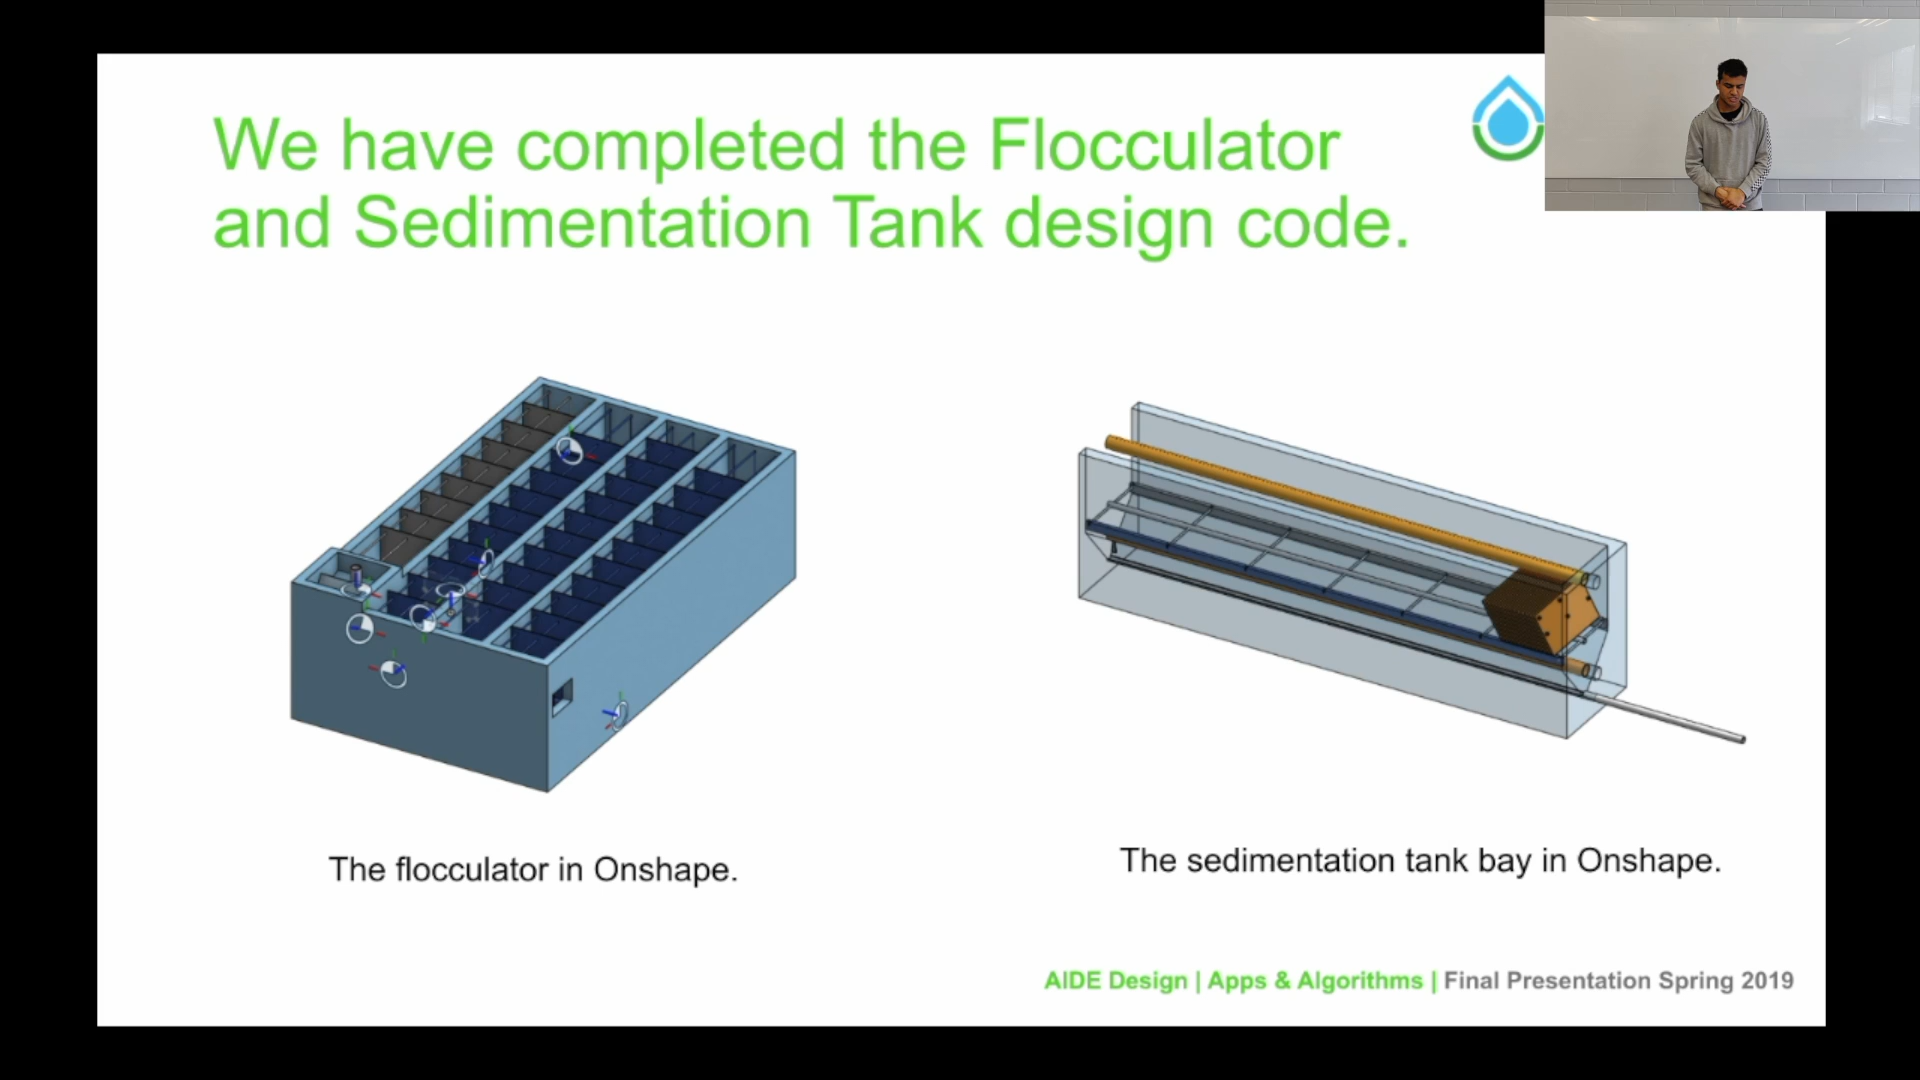 We have completed the Flocculator
and Sedimentation Tank design code.
The flocculator in Onshape.
The sedimentation tank bay in Onshape.
AIDE Design | Apps & Algorithms | Final Presentation Spring 2019